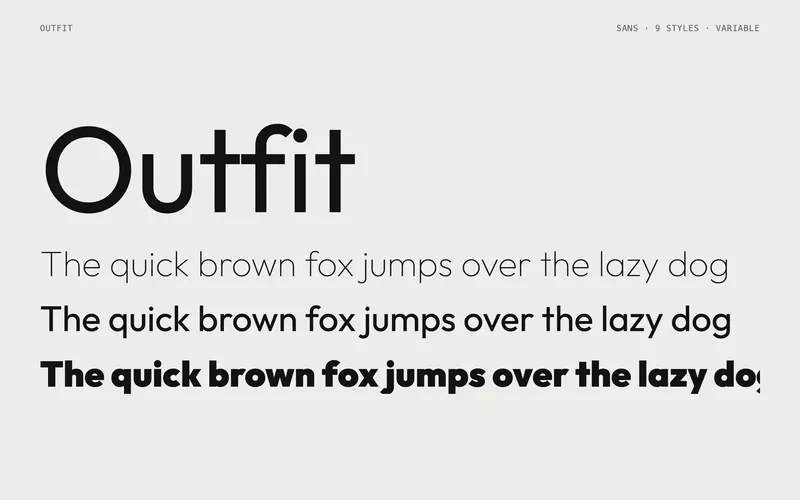 OUTFIT
SANS · 9 STYLES · VARIABLE
Outfit
The quick brown fox jumps over the lazy dog
The quick brown fox jumps over the lazy dog
The quick brown fox jumps over the lazy dog